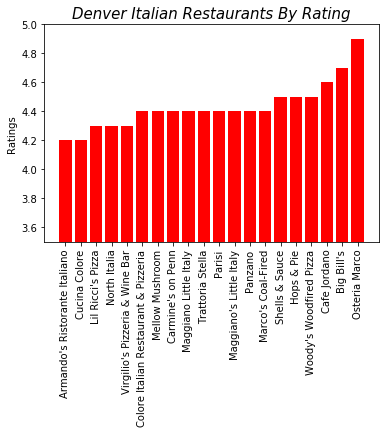 Denver Italian Restaurants By Rating
Ratings
5.0
4.8
4.6
4.4
4.2
4.0
3.8
3.6
Armando's Ristorante Italiano
Cucina Colore
Lil Ricci's Pizza
North Italia
Virgilio's Pizzeria & Wine Bar
Colore Italian Restaurant & Pizzeria
Mellow Mushroom
Carmine's on Penn
Maggiano Little Italy
Trattoria Stella
Parisi
Maggiano's Little Italy
Panzano
Marco's Coal-Fired
Shells & Sauce
Hops & Pie
Woody's Woodfired Pizza
Cafe Jordano
Big Bill's
Osteria Marco